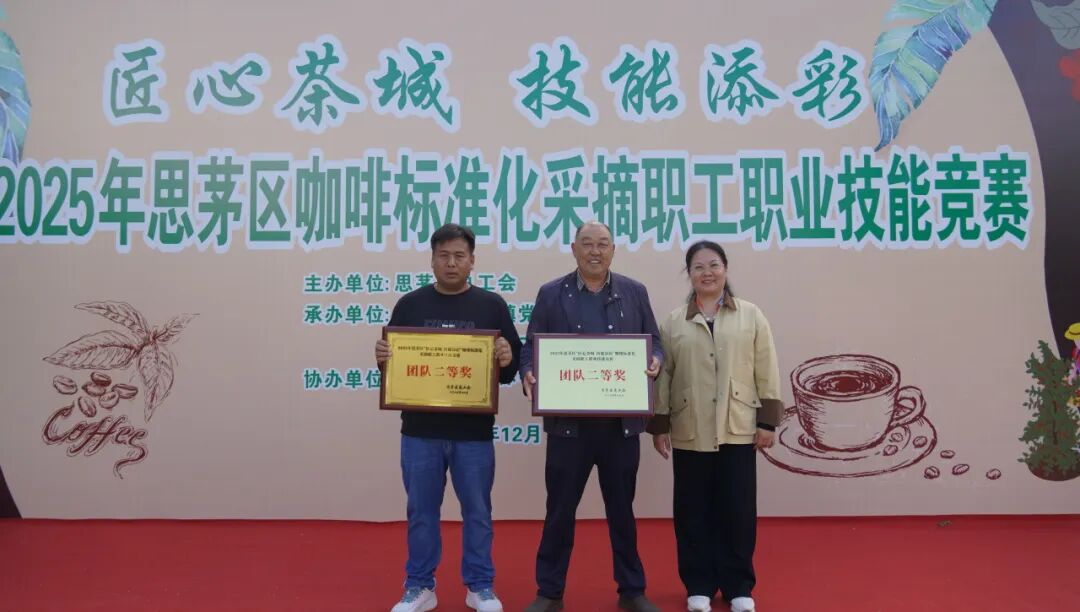 匠心茶城 技能添彩
2025年思茅区咖啡标准化采摘职工职业技能竞赛
主办单位:思茅 工会
承办单位: 镇党
协办单位:
年12月
团队二等奖
团队二等奖
Coffee